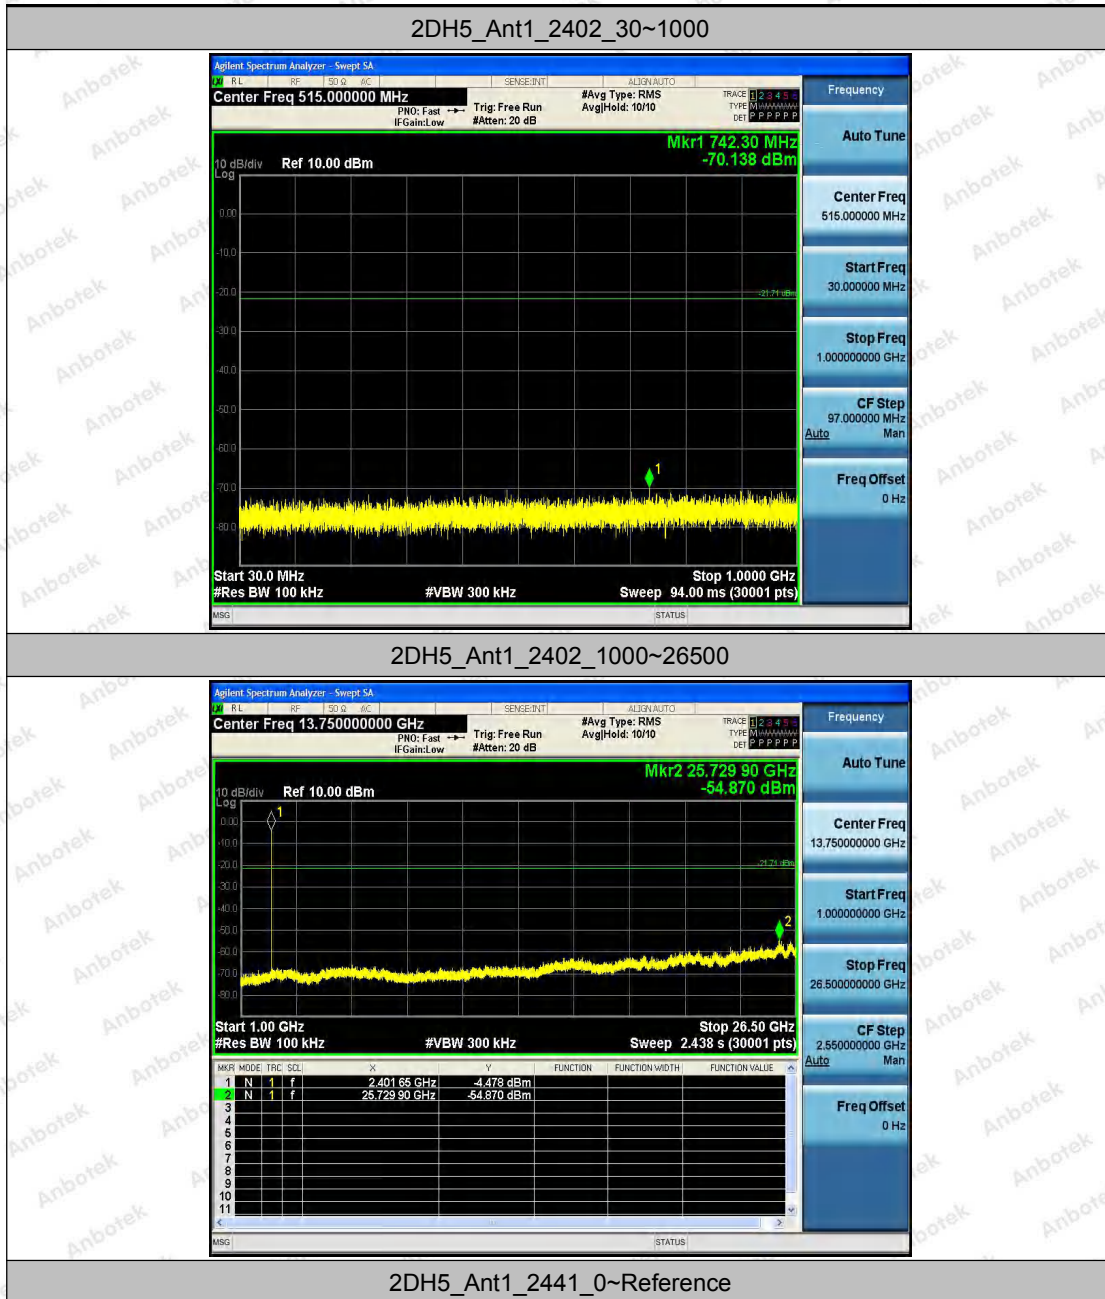 2DH5_Ant1_2402_30~1000
Agilent Spectrum Analyzer - Swept SA
RL RF 50 Ω AC SENSE:INT ALIGN AUTO
Center Freq 515.000000 MHz #Avg Type: RMS TRACE 1 2 3 4 5 6
PNO: Fast Trig: Free Run Avg|Hold: 10/10 TYPE M
IFGain:Low #Atten: 20 dB DET P P P P P P
Mkr1 742.30 MHz
10 dB/div Ref 10.00 dBm -70.138 dBm
Log
0.00
-10.0
-20.0
-21.71 dBm
-30.0
-40.0
-50.0
-60.0
1
-70.0
-80.0
Start 30.0 MHz Stop 1.0000 GHz
#Res BW 100 kHz #VBW 300 kHz Sweep 94.00 ms (30001 pts)
MSG STATUS
Frequency
Auto Tune
Center Freq
515.000000 MHz
Start Freq
30.000000 MHz
Stop Freq
1.000000000 GHz
CF Step
97.000000 MHz
Auto Man
Freq Offset
0 Hz
2DH5_Ant1_2402_1000~26500
Agilent Spectrum Analyzer - Swept SA
RL RF 50 Ω AC SENSE:INT ALIGN AUTO
Center Freq 13.750000000 GHz #Avg Type: RMS TRACE 1 2 3 4 5 6
PNO: Fast Trig: Free Run Avg|Hold: 10/10 TYPE M
IFGain:Low #Atten: 20 dB DET P P P P P P
Mkr2 25.729 90 GHz
10 dB/div Ref 10.00 dBm -54.870 dBm
Log
1
0.00
-10.0
-20.0
-21.71 dBm
-30.0
-40.0
2
-50.0
-60.0
-70.0
-80.0
Start 1.00 GHz Stop 26.50 GHz
#Res BW 100 kHz #VBW 300 kHz Sweep 2.438 s (30001 pts)
MKR MODE TRC SCL X Y FUNCTION FUNCTION WIDTH FUNCTION VALUE
1 N 1 f 2.401 65 GHz -4.478 dBm
2 N 1 f 25.729 90 GHz -54.870 dBm
3
4
5
6
7
8
9
10
11
MSG STATUS
Frequency
Auto Tune
Center Freq
13.750000000 GHz
Start Freq
1.000000000 GHz
Stop Freq
26.500000000 GHz
CF Step
2.550000000 GHz
Auto Man
Freq Offset
0 Hz
2DH5_Ant1_2441_0~Reference